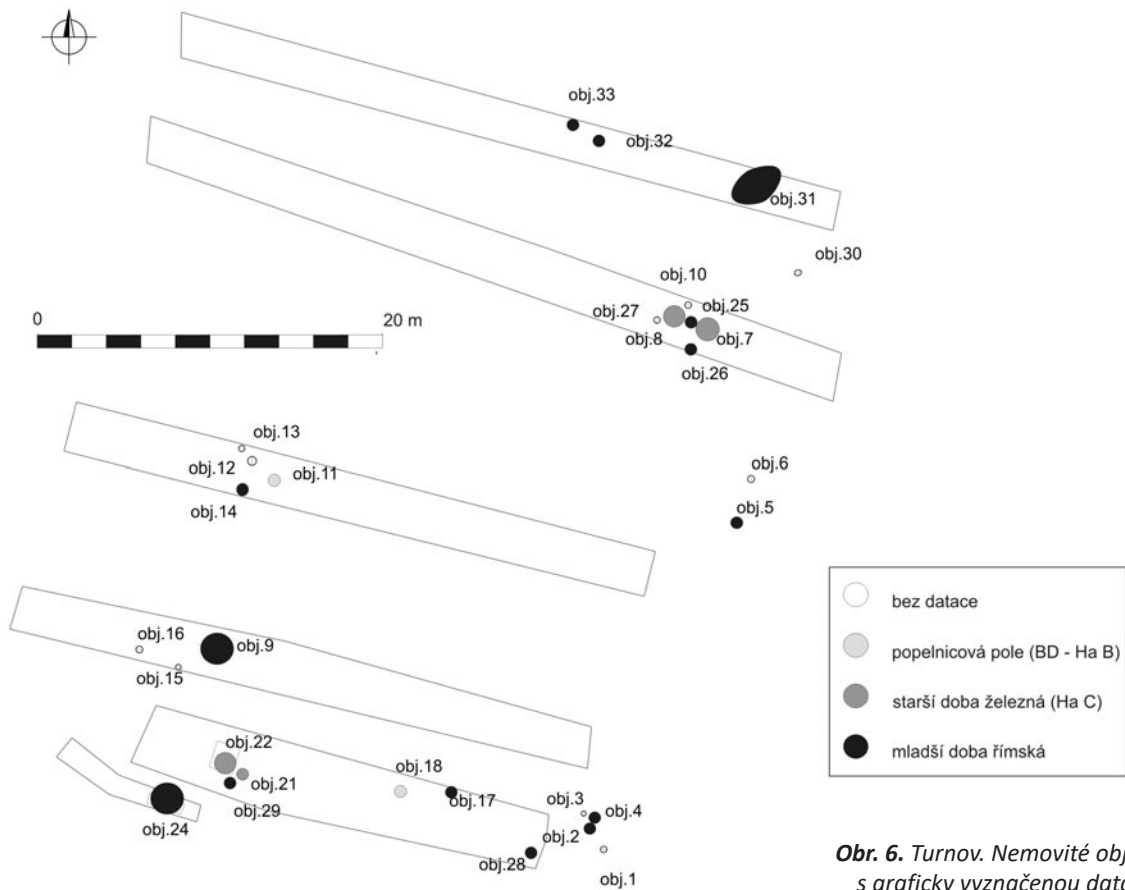 obj.33
obj.32
obj.31
obj.30
obj.10
obj.25
obj.27
obj.8
obj.7
obj.26
0
20 m
obj.13
obj.12
obj.11
obj.14
obj.6
obj.5
obj.16
obj.9
obj.15
obj.22
obj.21
obj.29
obj.24
obj.18
obj.17
obj.3
obj.4
obj.2
obj.28
obj.1
bez datace
popelnicová pole (BD - Ha B)
starší doba železná (Ha C)
mladší doba římská
Obr. 6. Turnov. Nemovité obj
s graficky vyznačenou dato